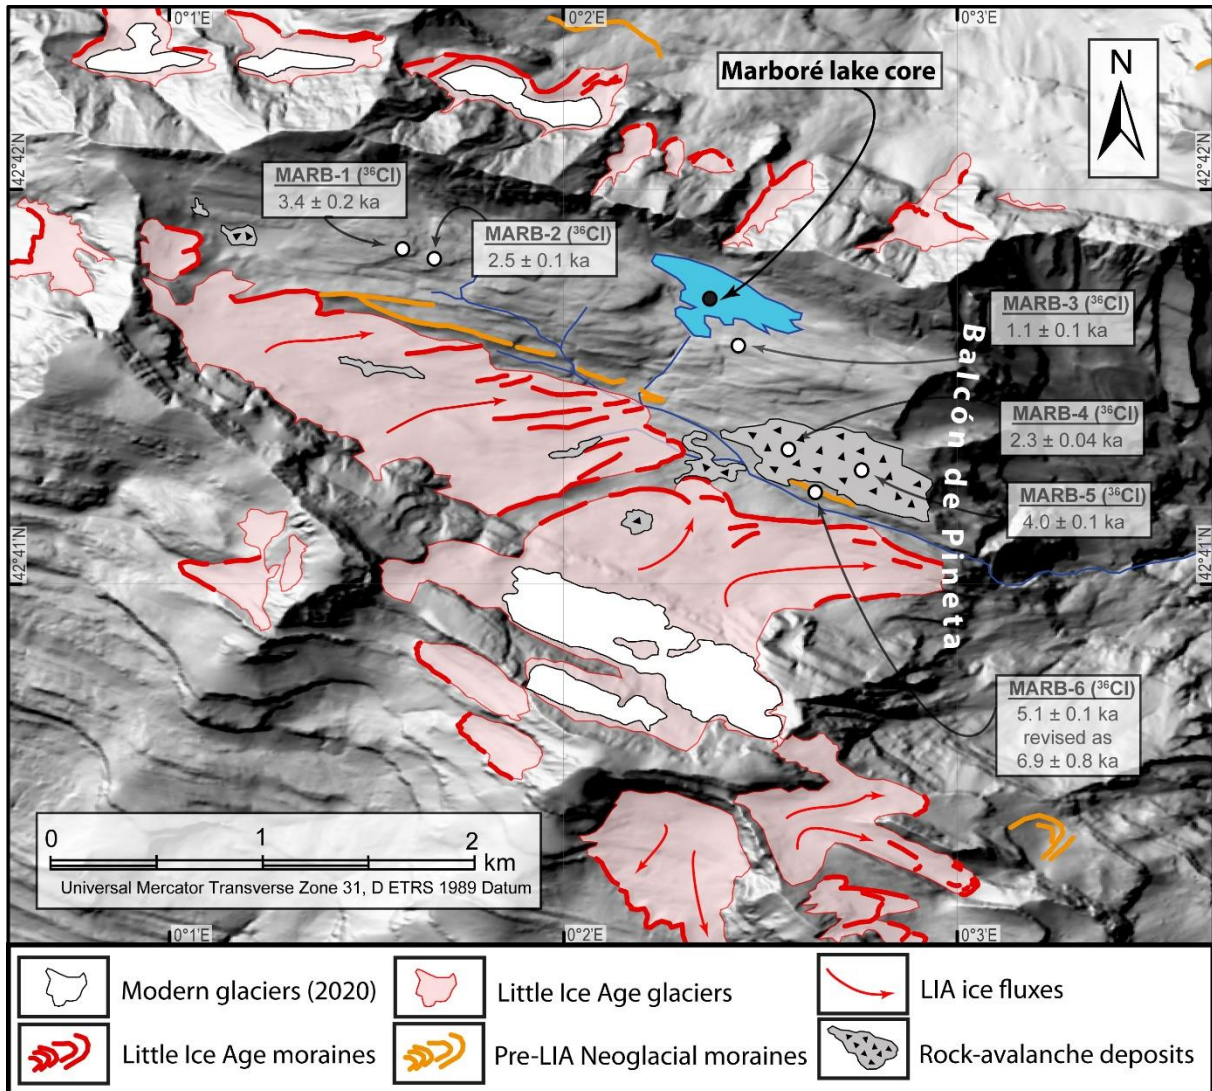 0°1'E
0°2'E
0°3'E
Marboré lake core
N
42°42'N
42°42'N
MARB-1 (³⁶Cl)
3.4 ± 0.2 ka
MARB-2 (³⁶Cl)
2.5 ± 0.1 ka
MARB-3 (³⁶Cl)
1.1 ± 0.1 ka
Balcón de Pineta
MARB-4 (³⁶Cl)
2.3 ± 0.04 ka
MARB-5 (³⁶Cl)
4.0 ± 0.1 ka
42°41'N
42°41'N
MARB-6 (³⁶Cl)
5.1 ± 0.1 ka
revised as
6.9 ± 0.8 ka
0 1 2
km
Universal Mercator Transverse Zone 31, D ETRS 1989 Datum
0°1'E
0°2'E
0°3'E
Modern glaciers (2020)
Little Ice Age glaciers
LIA ice fluxes
Little Ice Age moraines
Pre-LIA Neoglacial moraines
Rock-avalanche deposits